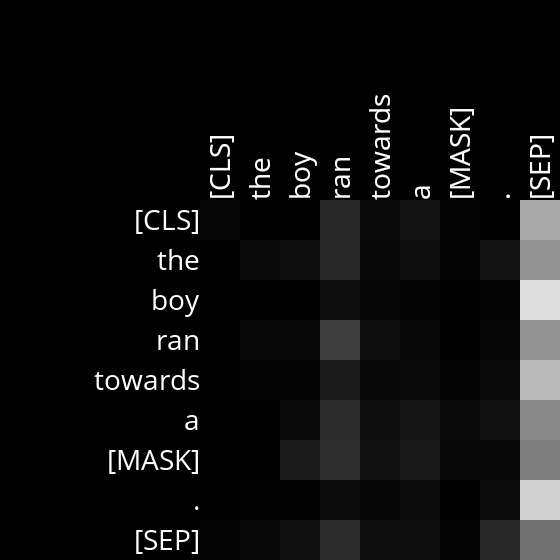 [CLS] the boy ran towards a [MASK] . [SEP]
[CLS]
the
boy
ran
towards
a
[MASK]
.
[SEP]